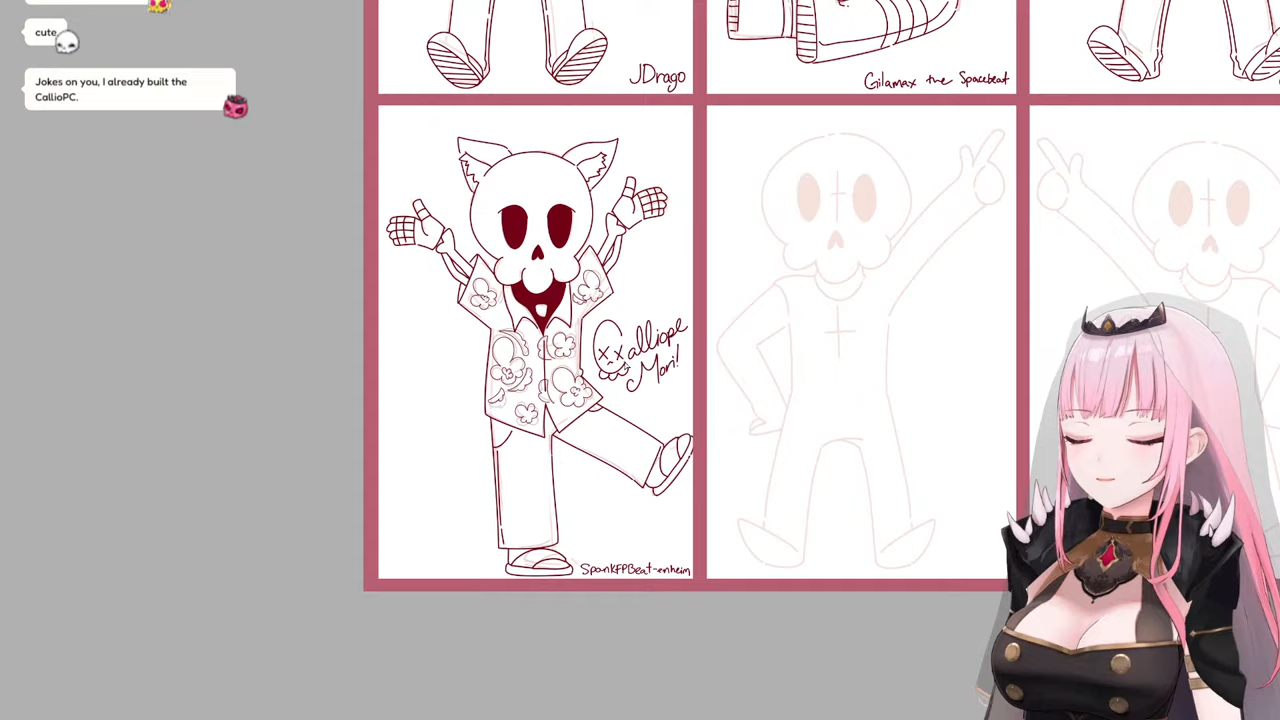 cute
Jokes on you, I already built the
CallioPC.
JDrago
Gilamax the Spacebeat
Calliope
Mori!
SpankFPBeat-enheim